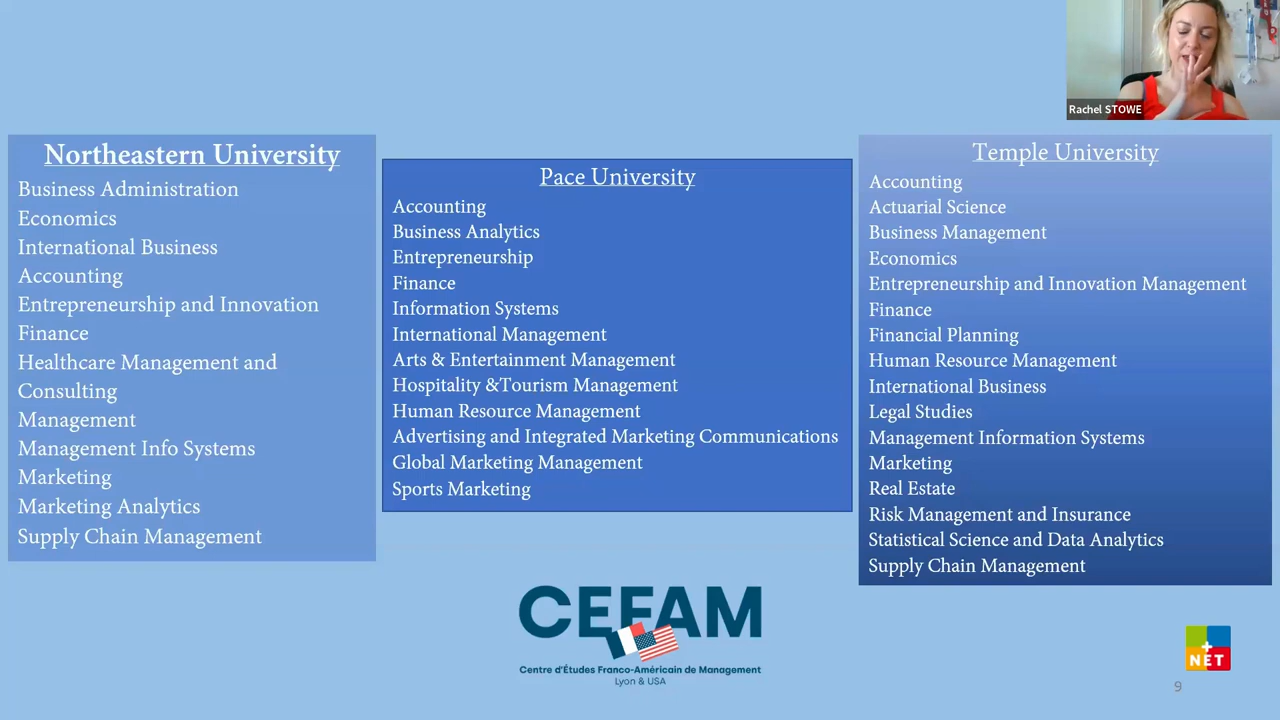 Rachel STOWE
Northeastern University
Business Administration
Economics
International Business
Accounting
Entrepreneurship and Innovation
Finance
Healthcare Management and
Consulting
Management
Management Info Systems
Marketing
Marketing Analytics
Supply Chain Management
Pace University
Accounting
Business Analytics
Entrepreneurship
Finance
Information Systems
International Management
Arts & Entertainment Management
Hospitality &Tourism Management
Human Resource Management
Advertising and Integrated Marketing Communications
Global Marketing Management
Sports Marketing
Temple University
Accounting
Actuarial Science
Business Management
Economics
Entrepreneurship and Innovation Management
Finance
Financial Planning
Human Resource Management
International Business
Legal Studies
Management Information Systems
Marketing
Real Estate
Risk Management and Insurance
Statistical Science and Data Analytics
Supply Chain Management
CEFAM
Centre d'Études Franco-Américain de Management
Lyon & USA
+
NET
9